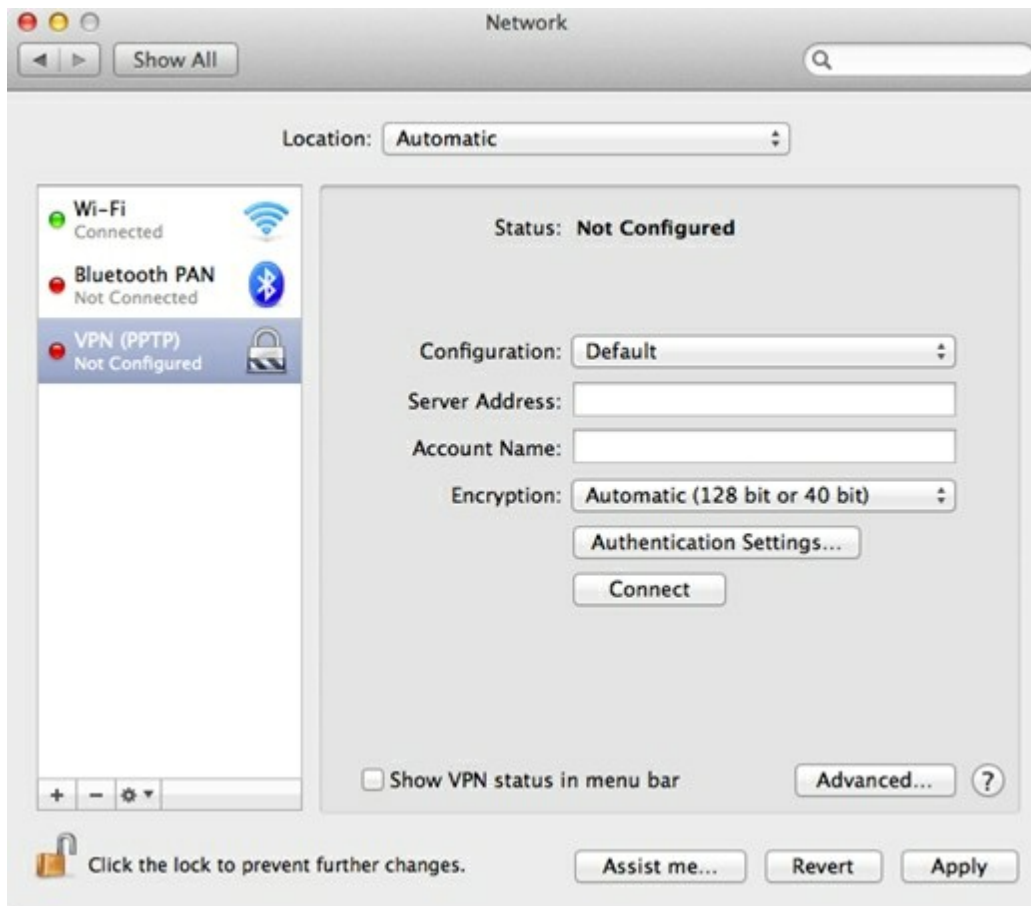 Network
Show All
Location: Automatic
Wi-Fi
Connected
Bluetooth PAN
Not Connected
VPN (PPTP)
Not Configured
Status: Not Configured
Configuration: Default
Server Address:
Account Name:
Encryption: Automatic (128 bit or 40 bit)
Authentication Settings...
Connect
Show VPN status in menu bar
Advanced... ?
Click the lock to prevent further changes.
Assist me... Revert Apply